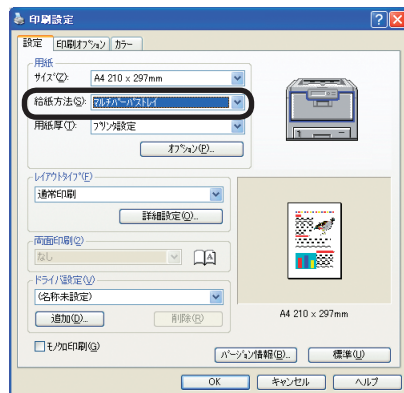 印刷設定
設定 印刷オプション カラー
用紙
サイズ(Z): A4 210 x 297mm
給紙方法(S): マルチパーパストレイ
用紙厚(T): プリンタ設定
オプション(P)...
レイアウトタイプ(E)
通常印刷
詳細設定(O)...
両面印刷(2)
なし
A
ドライバ設定(V)
(名称未設定)
追加(D)...
削除(R)
A4 210 x 297mm
モノクロ印刷(G)
バージョン情報(B)...
標準(U)
OK
キャンセル
ヘルプ